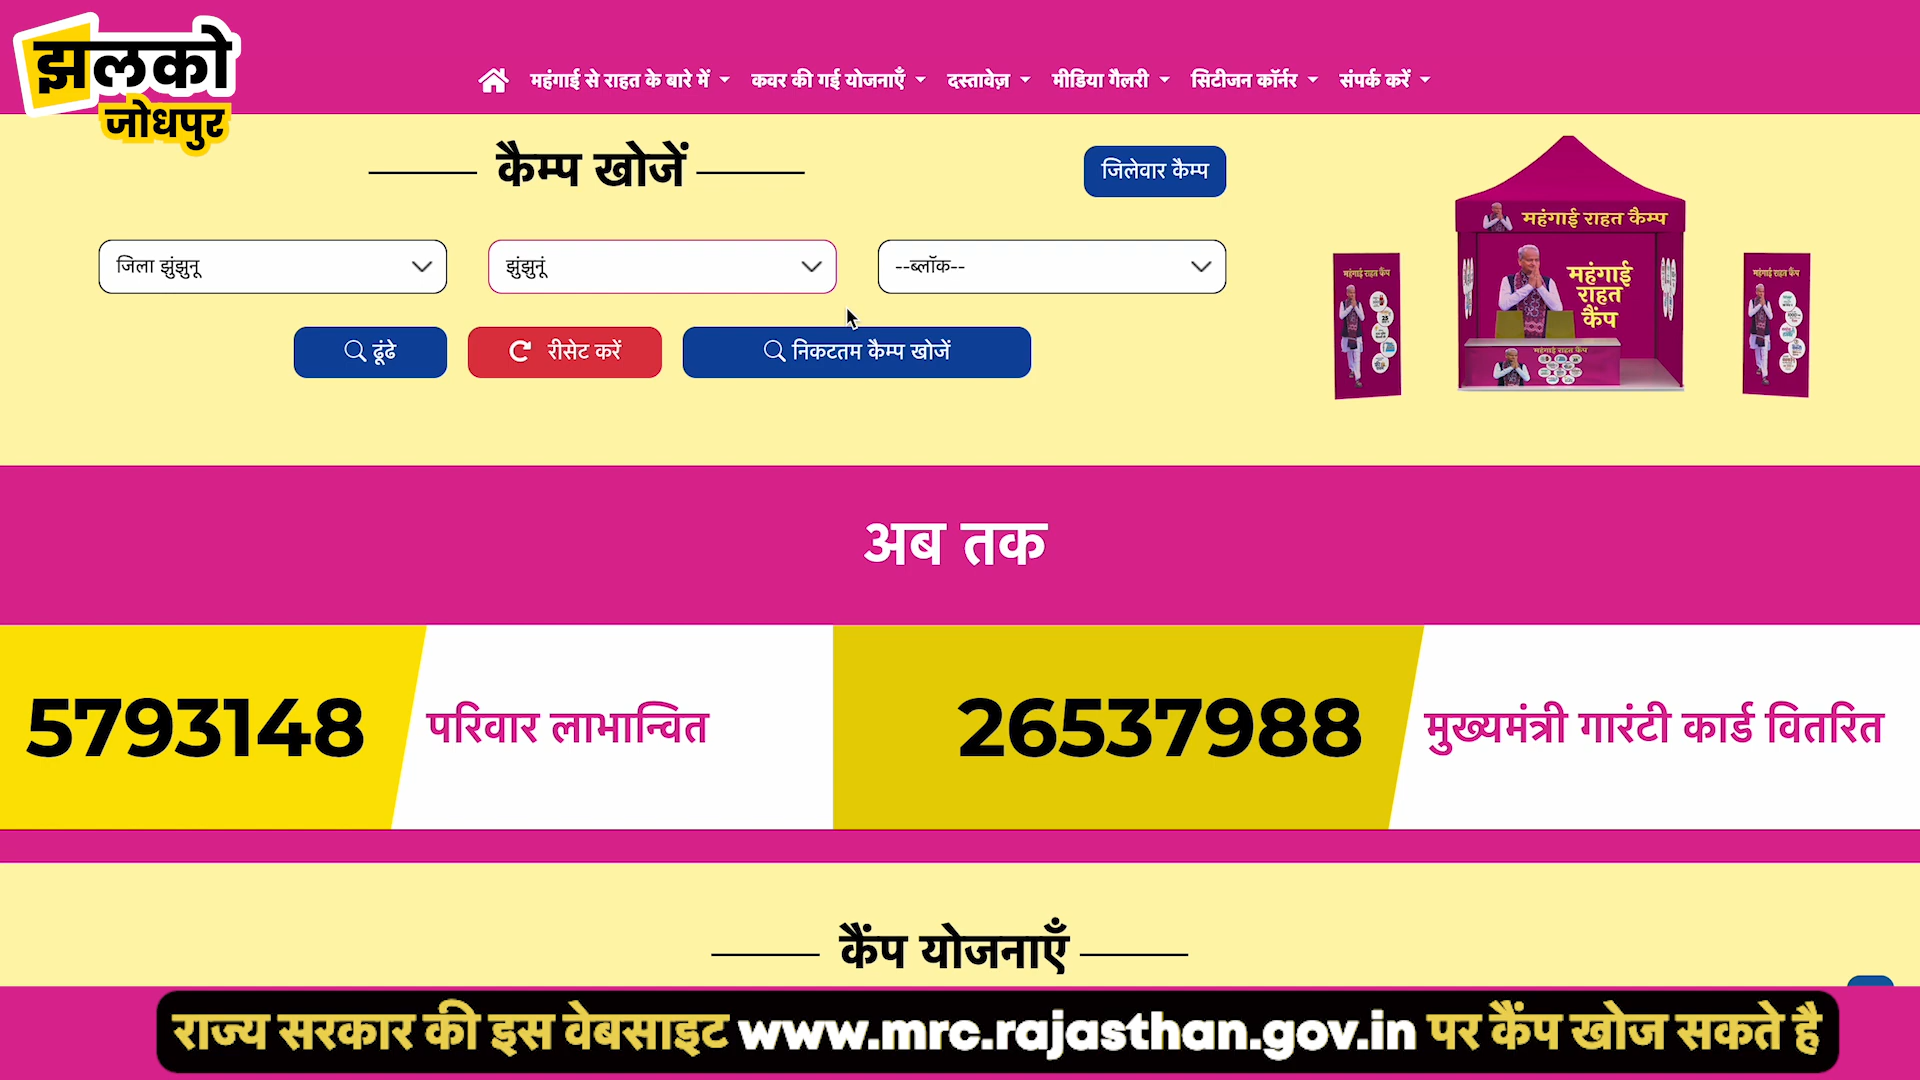 झलको
जोधपुर
महंगाई से राहत के बारे में कवर की गई योजनाएँ दस्तावेज़ मीडिया गैलरी सिटीजन कॉर्नर संपर्क करें
कैम्प खोजें
जिलेवार कैम्प
जिला झुंझुनू झुंझुनूं --ब्लॉक--
ढूंढे रीसेट करें निकटतम कैम्प खोजें
महंगाई राहत कैम्प
महंगाई
राहत
कैंप
महंगाई राहत कैंप
महंगाई राहत कैंप
महंगाई राहत कैंप
अब तक
5793148 परिवार लाभान्वित 26537988 मुख्यमंत्री गारंटी कार्ड वितरित
कैंप योजनाएँ
राज्य सरकार की इस वेबसाइट www.mrc.rajasthan.gov.in पर कैंप खोज सकते है